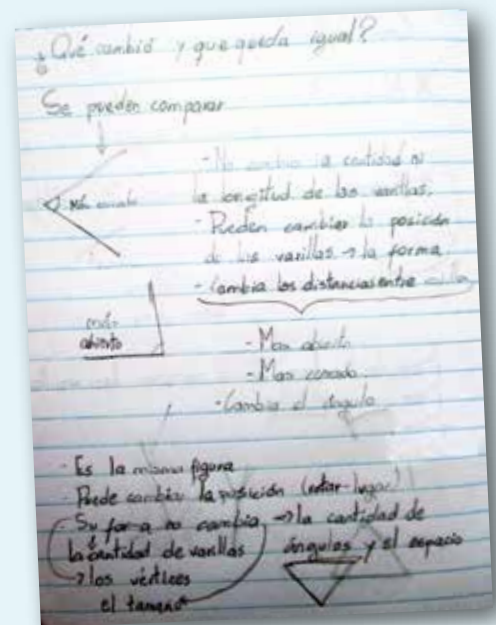 ¿Qué cambió y que queda igual?
Se pueden comparar
Más cerrado
- No cambia la cantidad ni
la longitud de las varillas.
- Pueden cambiar la posición
de las varillas → la forma
- Cambia las distancias entre
más
abierto
- Mas abierto
- Mas cerrado
- Cambia el ángulo
- Es la misma figura
- Puede cambiar la posición (rotar-lugar)
- Su forma no cambia → la cantidad de
la cantidad de varillas
ángulos y el espacio
→ los vértices
el tamaño